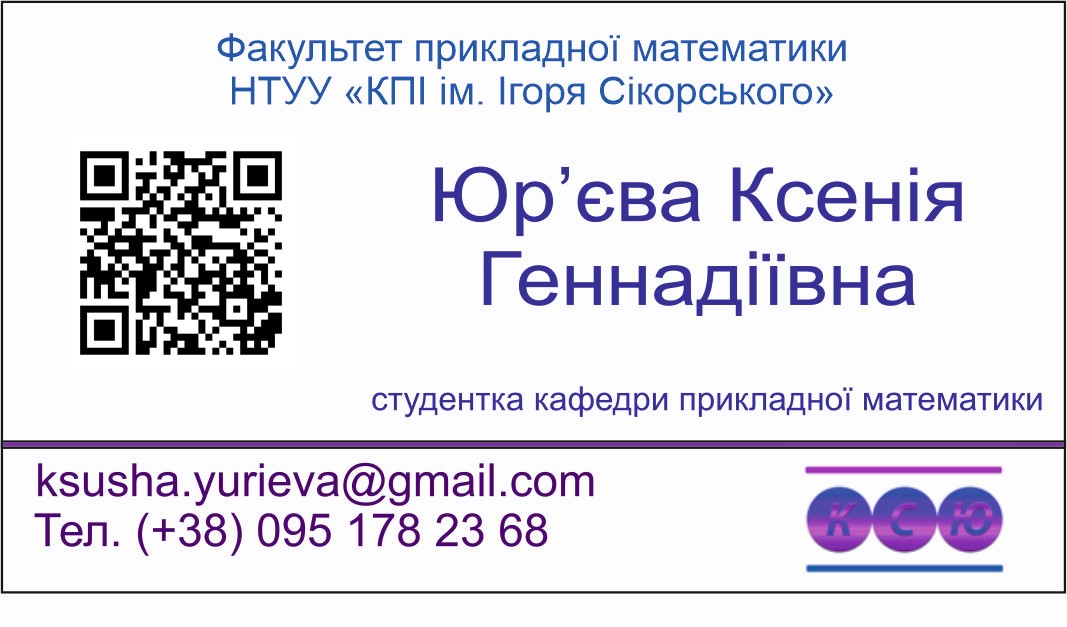 Факультет прикладної математики
НТУУ «КПІ ім. Ігоря Сікорського»
Юр’єва Ксенія
Геннадіївна
студентка кафедри прикладної математики
ksusha.yurieva@gmail.com
Тел. (+38) 095 178 23 68
КСЮ